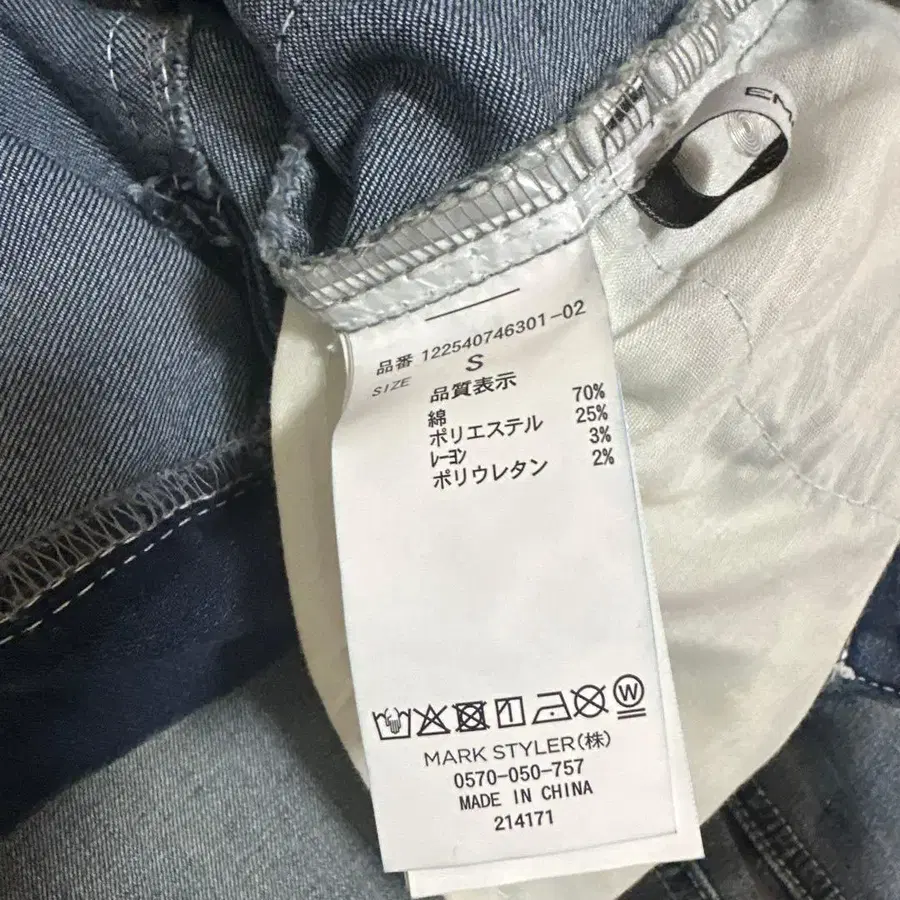 EM
品番 122540746301-02
SIZE S
品質表示
綿 70%
ポリエステル 25%
ﾚｰﾖﾝ 3%
ポリウレタン 2%
W
MARK STYLER(株)
0570-050-757
MADE IN CHINA
214171